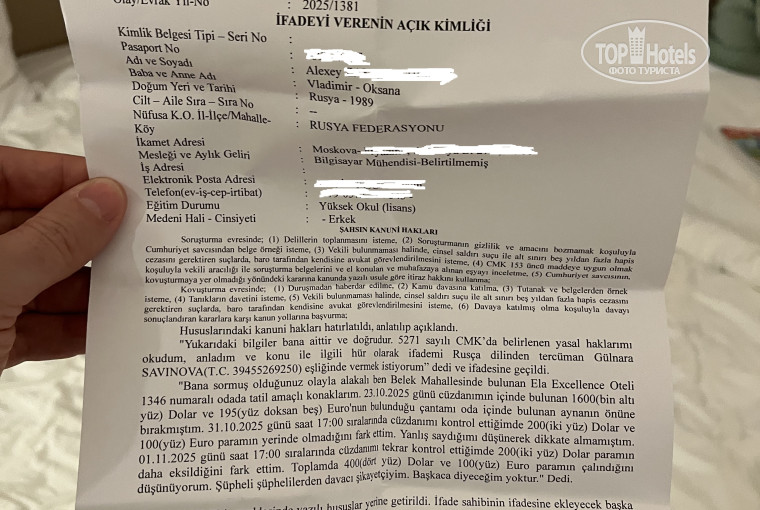 Olay/Evrak Yıl-No : 2025/1381
İFADEYİ VERENİN AÇIK KİMLİĞİ
Kimlik Belgesi Tipi – Seri No :
Pasaport No :
Adı ve Soyadı : Alexey
Baba ve Anne Adı : Vladimir - Oksana
Doğum Yeri ve Tarihi : Rusya - 1989
Cilt – Aile Sıra – Sıra No : –
Nüfusa K.O. İl-İlçe/Mahalle-Köy : RUSYA FEDERASYONU
İkamet Adresi : Moskova-
Mesleği ve Aylık Geliri : Bilgisayar Mühendisi-Belirtilmemiş
İş Adresi :
Elektronik Posta Adresi :
Telefon(ev-iş-cep-irtibat) :
Eğitim Durumu : Yüksek Okul (lisans)
Medeni Hali - Cinsiyeti : - Erkek
ŞAHSIN KANUNİ HAKLARI
Soruşturma evresinde; (1) Delillerin toplanmasını isteme, (2) Soruşturmanın gizlilik ve amacını bozmamak koşuluyla
Cumhuriyet savcısından belge örneği isteme, (3) Vekili bulunmaması halinde, cinsel saldırı suçu ile alt sınırı beş yıldan fazla hapis
cezasını gerektiren suçlarda, baro tarafından kendisine avukat görevlendirilmesini isteme, (4) CMK 153 üncü maddeye uygun olmak
koşuluyla vekili aracılığı ile soruşturma belgelerini ve el konulan ve muhafazaya alınan eşyayı inceleme, (5) Cumhuriyet savcısının,
kovuşturmaya yer olmadığı yönündeki kararına kanunda yazılı usule göre itiraz hakkını kullanma;
Kovuşturma evresinde; (1) Duruşmadan haberdar edilme, (2) Kamu davasına katılma, (3) Tutanak ve belgelerden örnek
isteme, (4) Tanıkların davetini isteme, (5) Vekili bulunmaması halinde, cinsel saldırı suçu ile alt sınırı beş yıldan fazla hapis cezasını
gerektiren suçlarda, baro tarafından kendisine avukat görevlendirilmesini isteme, (6) Davaya katılmış olma koşuluyla davayı
sonuçlandıran kararlara karşı kanun yollarına başvurma;
Hususlarındaki kanuni hakları hatırlatıldı, anlatılıp açıklandı.
"Yukarıdaki bilgiler bana aittir ve doğrudur. 5271 sayılı CMK'da belirlenen yasal haklarımı
okudum, anladım ve konu ile ilgili hür olarak ifademi Rusça dilinden tercüman Gülnara
SAVINOVA(T.C. 39455269250) eşliğinde vermek istiyorum" dedi ve ifadesine geçildi.
"Bana sormuş olduğunuz olayla alakalı ben Belek Mahallesinde bulunan Ela Excellence Oteli
1346 numaralı odada tatil amaçlı konaklarım. 23.10.2025 günü cüzdanımın içinde bulunan 1600(bin altı
yüz) Dolar ve 195(yüz doksan beş) Euro'nun bulunduğu çantamı oda içinde bulunan aynanın önüne
bırakmıştım. 31.10.2025 günü saat 17:00 sıralarında cüzdanımı kontrol ettiğimde 200(iki yüz) Dolar ve
100(yüz) Euro paramın yerinde olmadığını fark ettim. Yanlış saydığımı düşünerek dikkate almamıştım.
01.11.2025 günü saat 17:00 sıralarında cüzdanımı tekrar kontrol ettiğimde 200(iki yüz) Dolar paramın
daha eksildiğini fark ettim. Toplamda 400(dört yüz) Dolar ve 100(yüz) Euro paramın çalındığını
düşünüyorum. Şüpheli şüphelilerden davacı şikayetçiyim. Başkaca diyeceğim yoktur." Dedi.
yazılı hususlar yerine getirildi. İfade sahibinin ifadesine ekleyecek başka
TOPHotels
ФОТО ТУРИСТА